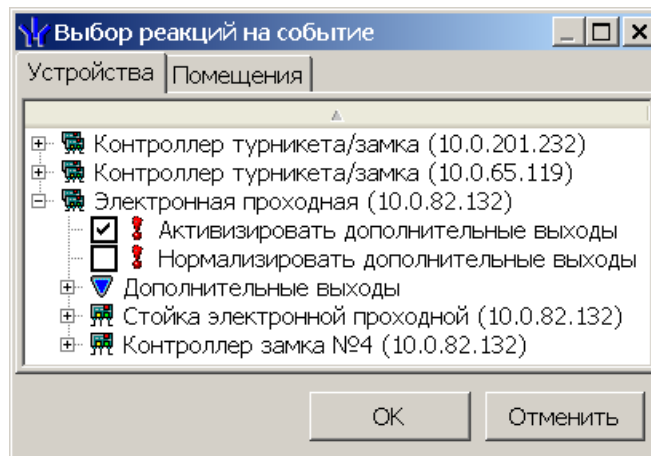 Выбор реакций на событие
Устройства Помещения
Контроллер турникета/замка (10.0.201.232)
Контроллер турникета/замка (10.0.65.119)
Электронная проходная (10.0.82.132)
Активизировать дополнительные выходы
Нормализировать дополнительные выходы
Дополнительные выходы
Стойка электронной проходной (10.0.82.132)
Контроллер замка №4 (10.0.82.132)
ОК Отменить